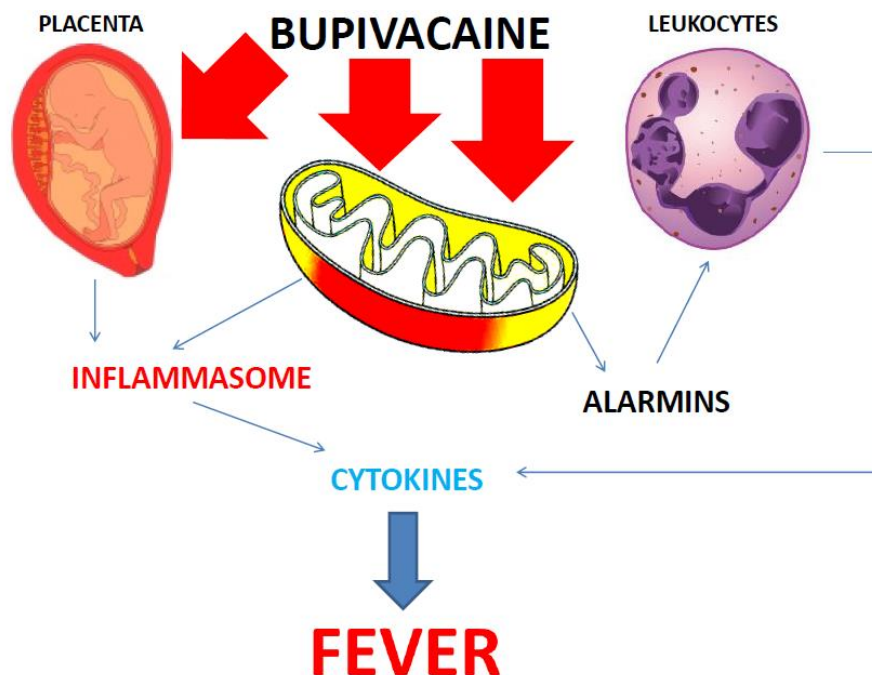 PLACENTA
BUPIVACAINE
LEUKOCYTES
INFLAMMASOME
ALARMINS
CYTOKINES
FEVER